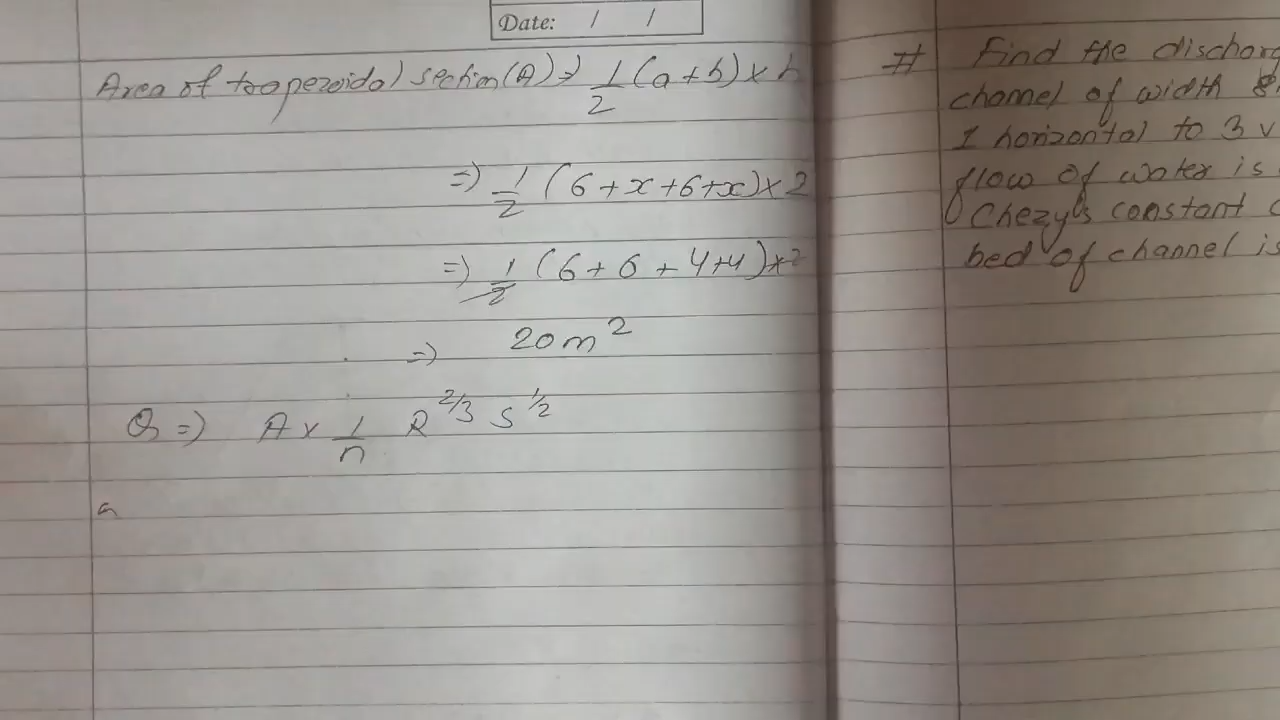 Date: / /
Area of trapezoidal section (A) => 1/2 (a+b) x h
=> 1/2 (6+x+6+x) x 2
=> 1/2 (6+6+4+4) x 2
=> 20m²
Q => A x 1/n R^2/3 S^1/2
# Find the discharg
channel of width 8
1 horizontal to 3 v
flow of water is
Chezy's constant c
bed of channel is